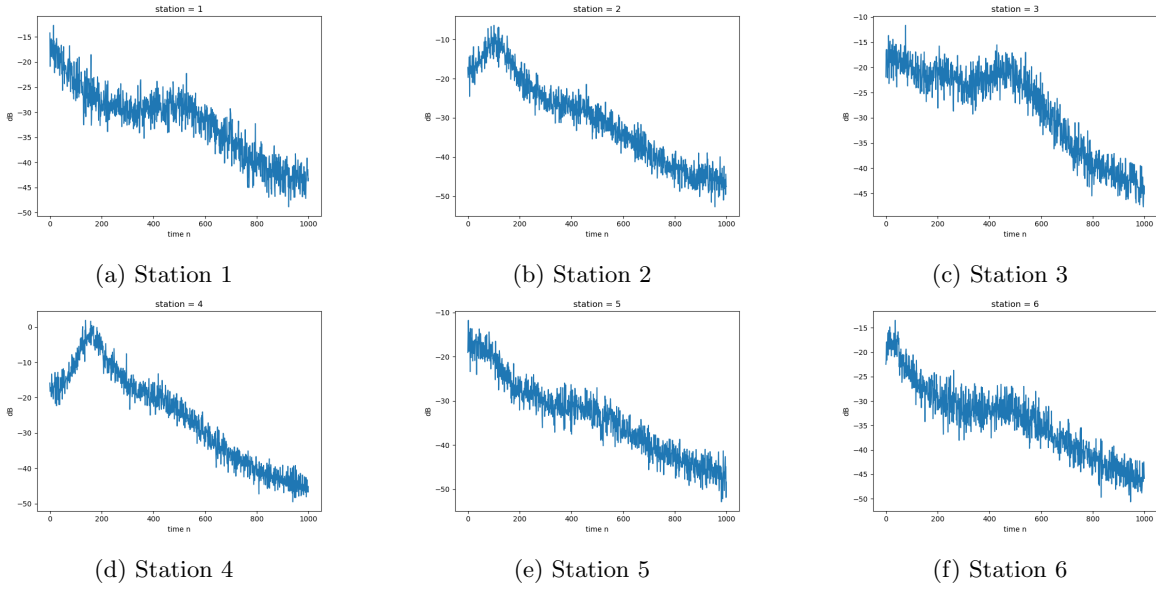 station = 1
dB
−15
−20
−25
−30
−35
−40
−45
−50
0 200 400 600 800 1000
time n
(a) Station 1
station = 2
dB
−10
−20
−30
−40
−50
0 200 400 600 800 1000
time n
(b) Station 2
station = 3
dB
−10
−15
−20
−25
−30
−35
−40
−45
0 200 400 600 800 1000
time n
(c) Station 3
station = 4
dB
0
−10
−20
−30
−40
−50
0 200 400 600 800 1000
time n
(d) Station 4
station = 5
dB
−10
−20
−30
−40
−50
0 200 400 600 800 1000
time n
(e) Station 5
station = 6
dB
−15
−20
−25
−30
−35
−40
−45
−50
0 200 400 600 800 1000
time n
(f) Station 6